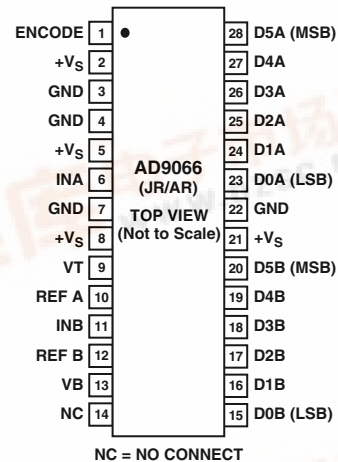 ENCODE 1 28 D5A (MSB)
+VS 2 27 D4A
GND 3 26 D3A
GND 4 25 D2A
+VS 5 24 D1A
INA 6 AD9066 23 D0A (LSB)
(JR/AR)
GND 7 TOP VIEW 22 GND
+VS 8 (Not to Scale) 21 +VS
VT 9 20 D5B (MSB)
REF A 10 19 D4B
INB 11 18 D3B
REF B 12 17 D2B
VB 13 16 D1B
NC 14 15 D0B (LSB)
NC = NO CONNECT